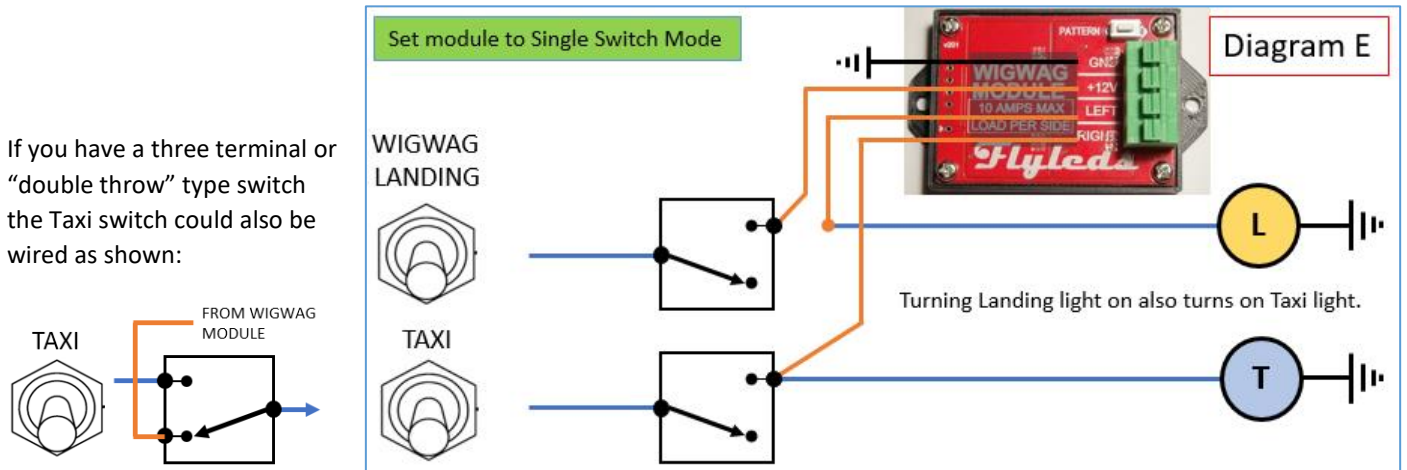 If you have a three terminal or
“double throw” type switch
the Taxi switch could also be
wired as shown:
TAXI
FROM WIGWAG
MODULE
Set module to Single Switch Mode
Diagram E
WIGWAG
LANDING
TAXI
PATTERN
GND
+12V
LEFT
RIGHT
WIGWAG
MODULE
10 AMPS MAX
LOAD PER SIDE
Flyleds
L
Turning Landing light on also turns on Taxi light.
T